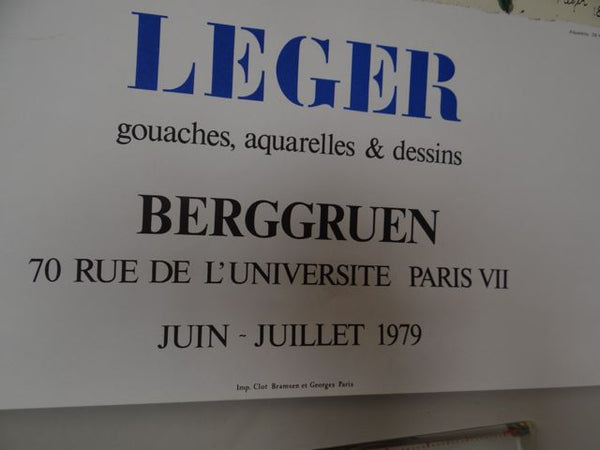 LEGER
gouaches, aquarelles & dessins
BERGGRUEN
70 RUE DE L'UNIVERSITE PARIS VII
JUIN - JUILLET 1979
Imp. Clot Bramsen et Georges Paris